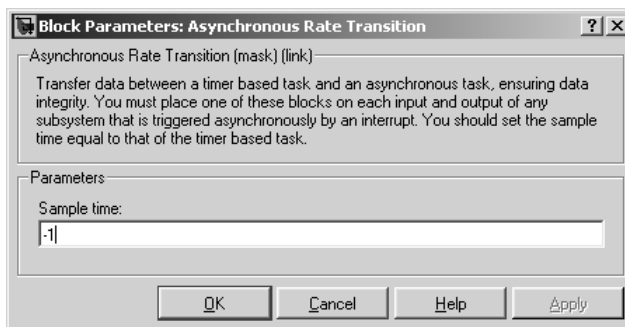 Block Parameters: Asynchronous Rate Transition
Asynchronous Rate Transition (mask) (link)
Transfer data between a timer based task and an asynchronous task, ensuring data
integrity. You must place one of these blocks on each input and output of any
subsystem that is triggered asynchronously by an interrupt. You should set the sample
time equal to that of the timer based task.
Parameters
Sample time:
-1
OK Cancel Help Apply